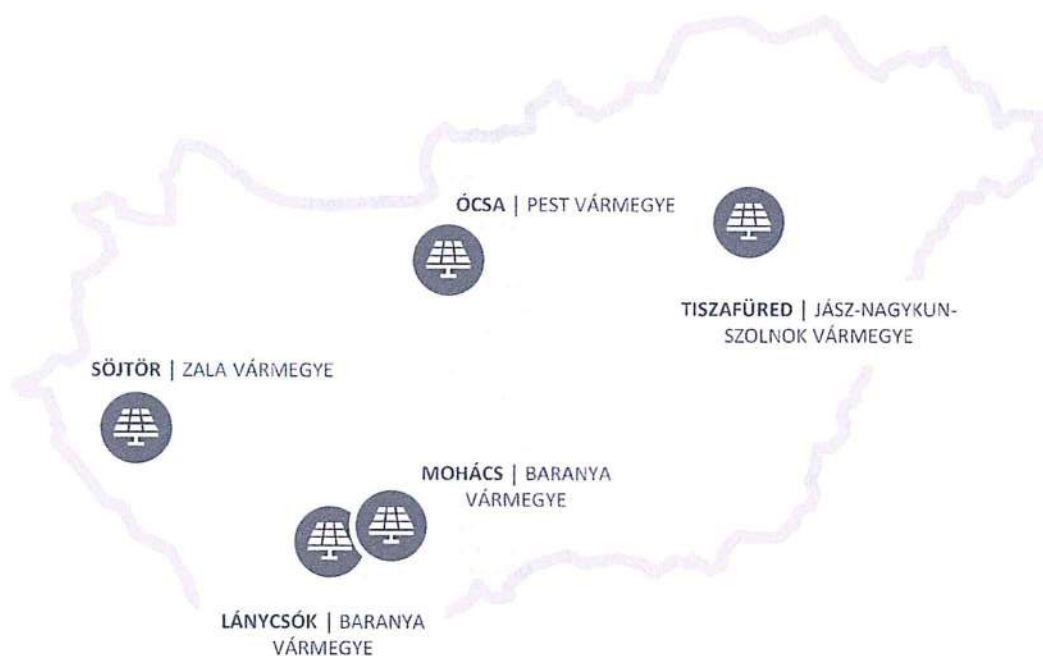 ÓCSA | PEST VÁRMEGYE
TISZAFÜRED | JÁSZ-NAGYKUN-
SZOLNOK VÁRMEGYE
SÖJTÖR | ZALA VÁRMEGYE
MOHÁCS | BARANYA
VÁRMEGYE
LÁNYCSÓK | BARANYA
VÁRMEGYE